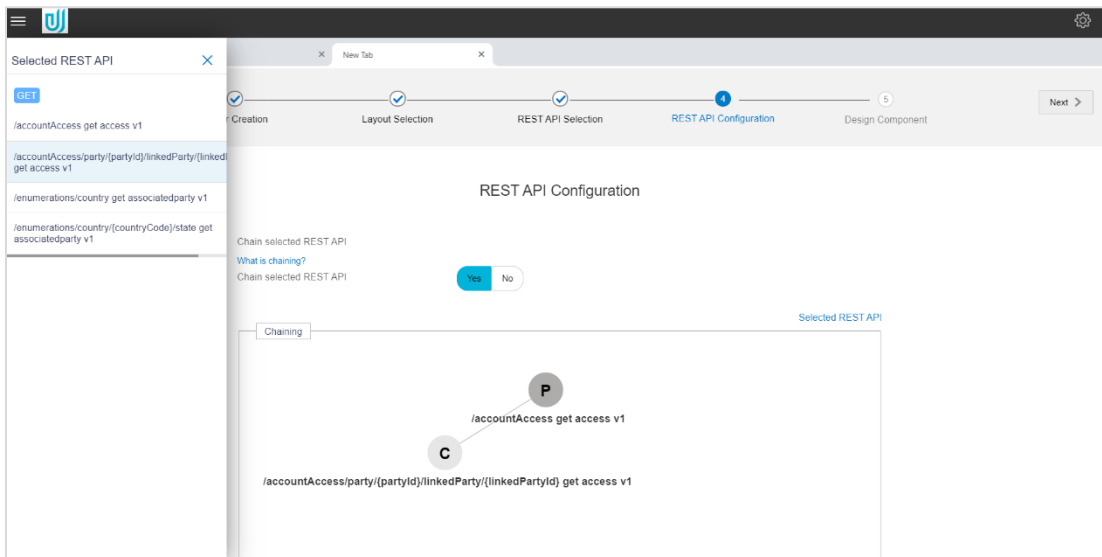 Selected REST API
New Tab
GET
/accountAccess get access v1
/accountAccess/party/{partyId}/linkedParty/{linkedI
get access v1
/enumerations/country get associatedparty v1
/enumerations/country/{countryCode}/state get
associatedparty v1
r Creation
Layout Selection
REST API Selection
4
REST API Configuration
5
Design Component
Next
REST API Configuration
Chain selected REST API
What is chaining?
Chain selected REST API
Yes
No
Selected REST API
Chaining
P
/accountAccess get access v1
C
/accountAccess/party/{partyId}/linkedParty/{linkedPartyId} get access v1